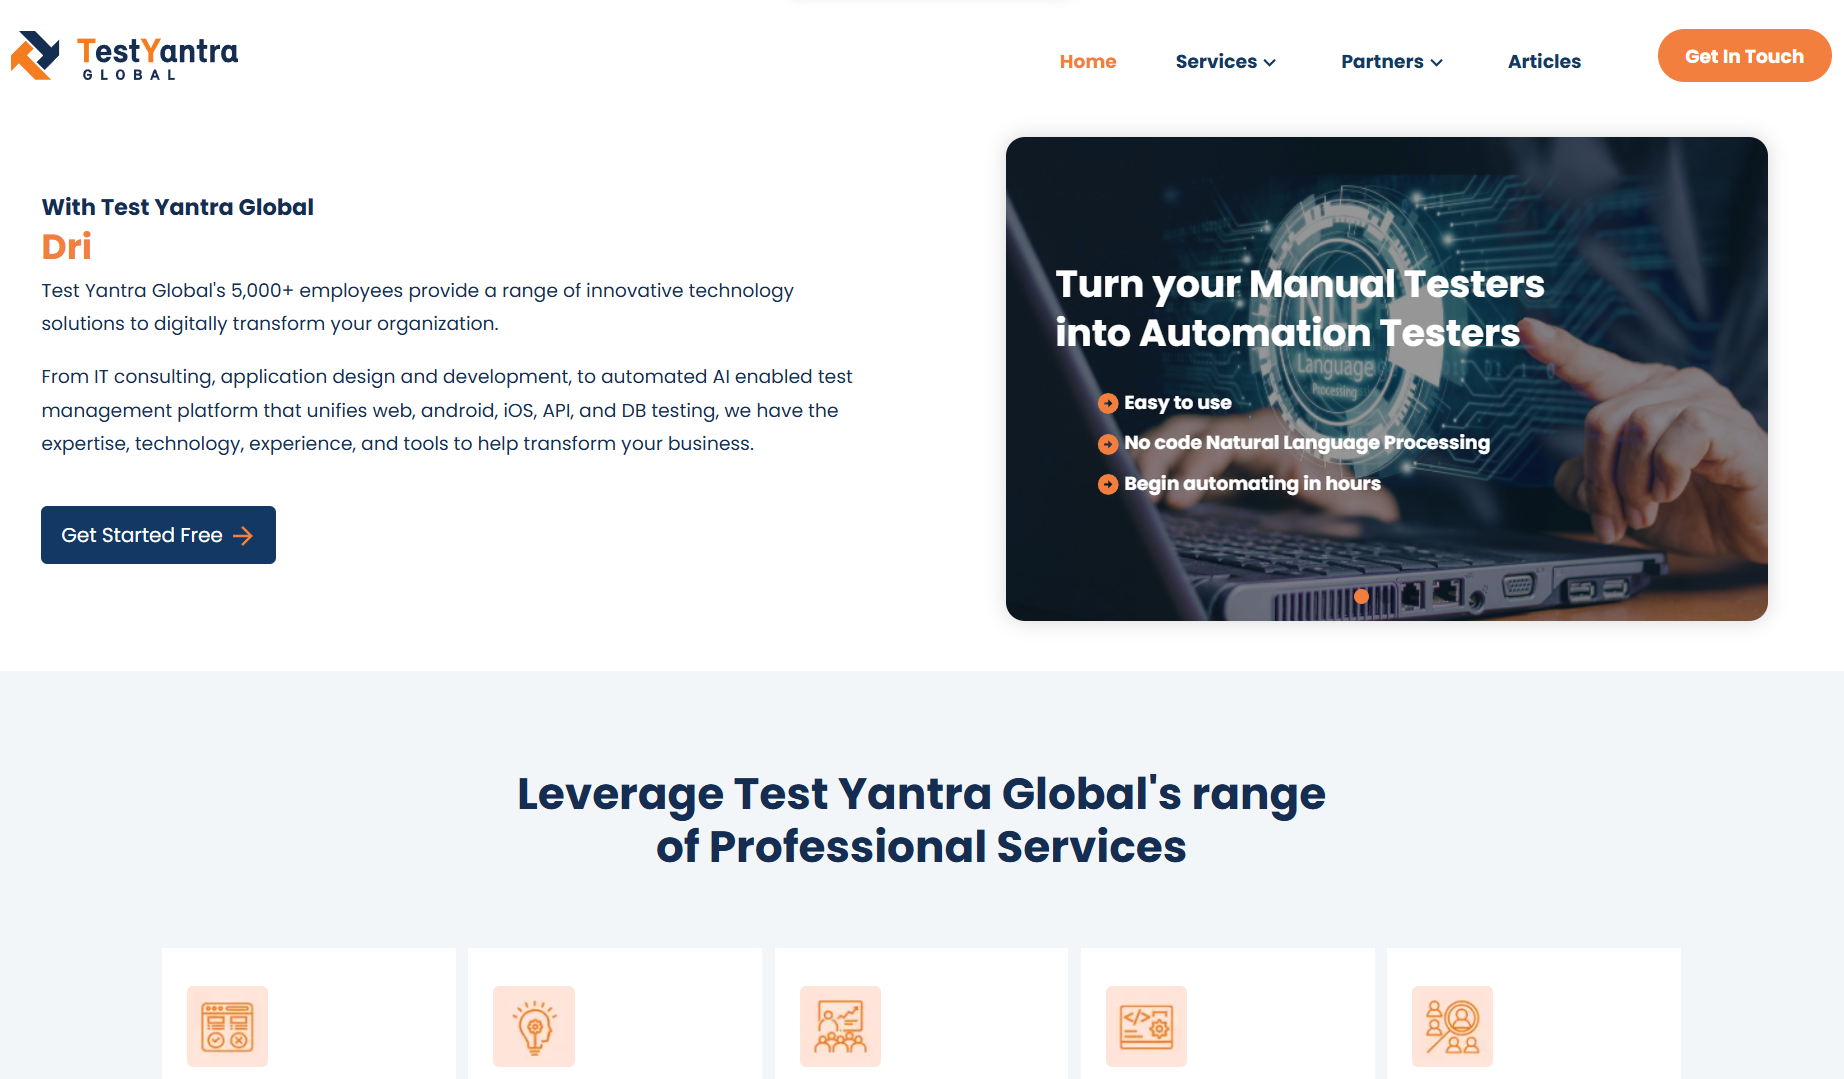 TestYantra
GLOBAL
Home
Services
Partners
Articles
Get In Touch
With Test Yantra Global
Dri
Test Yantra Global's 5,000+ employees provide a range of innovative technology
solutions to digitally transform your organization.
From IT consulting, application design and development, to automated AI enabled test
management platform that unifies web, android, iOS, API, and DB testing, we have the
expertise, technology, experience, and tools to help transform your business.
Get Started Free
Turn your Manual Testers
into Automation Testers
NLP
Language
Processing
Easy to use
No code Natural Language Processing
Begin automating in hours
Leverage Test Yantra Global's range
of Professional Services